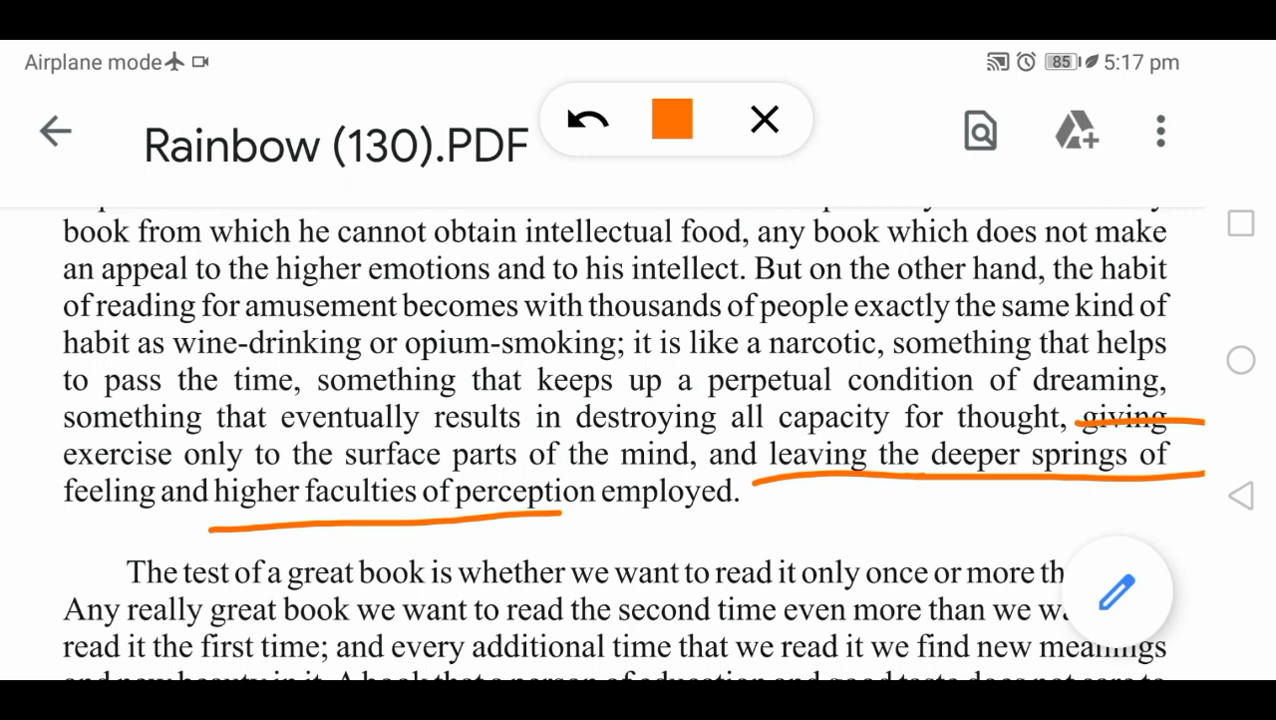 Airplane mode 85 5:17 pm
Rainbow (130).PDF
book from which he cannot obtain intellectual food, any book which does not make
an appeal to the higher emotions and to his intellect. But on the other hand, the habit
of reading for amusement becomes with thousands of people exactly the same kind of
habit as wine-drinking or opium-smoking; it is like a narcotic, something that helps
to pass the time, something that keeps up a perpetual condition of dreaming,
something that eventually results in destroying all capacity for thought, giving
exercise only to the surface parts of the mind, and leaving the deeper springs of
feeling and higher faculties of perception employed.
The test of a great book is whether we want to read it only once or more th
Any really great book we want to read the second time even more than we wa
read it the first time; and every additional time that we read it we find new meanings